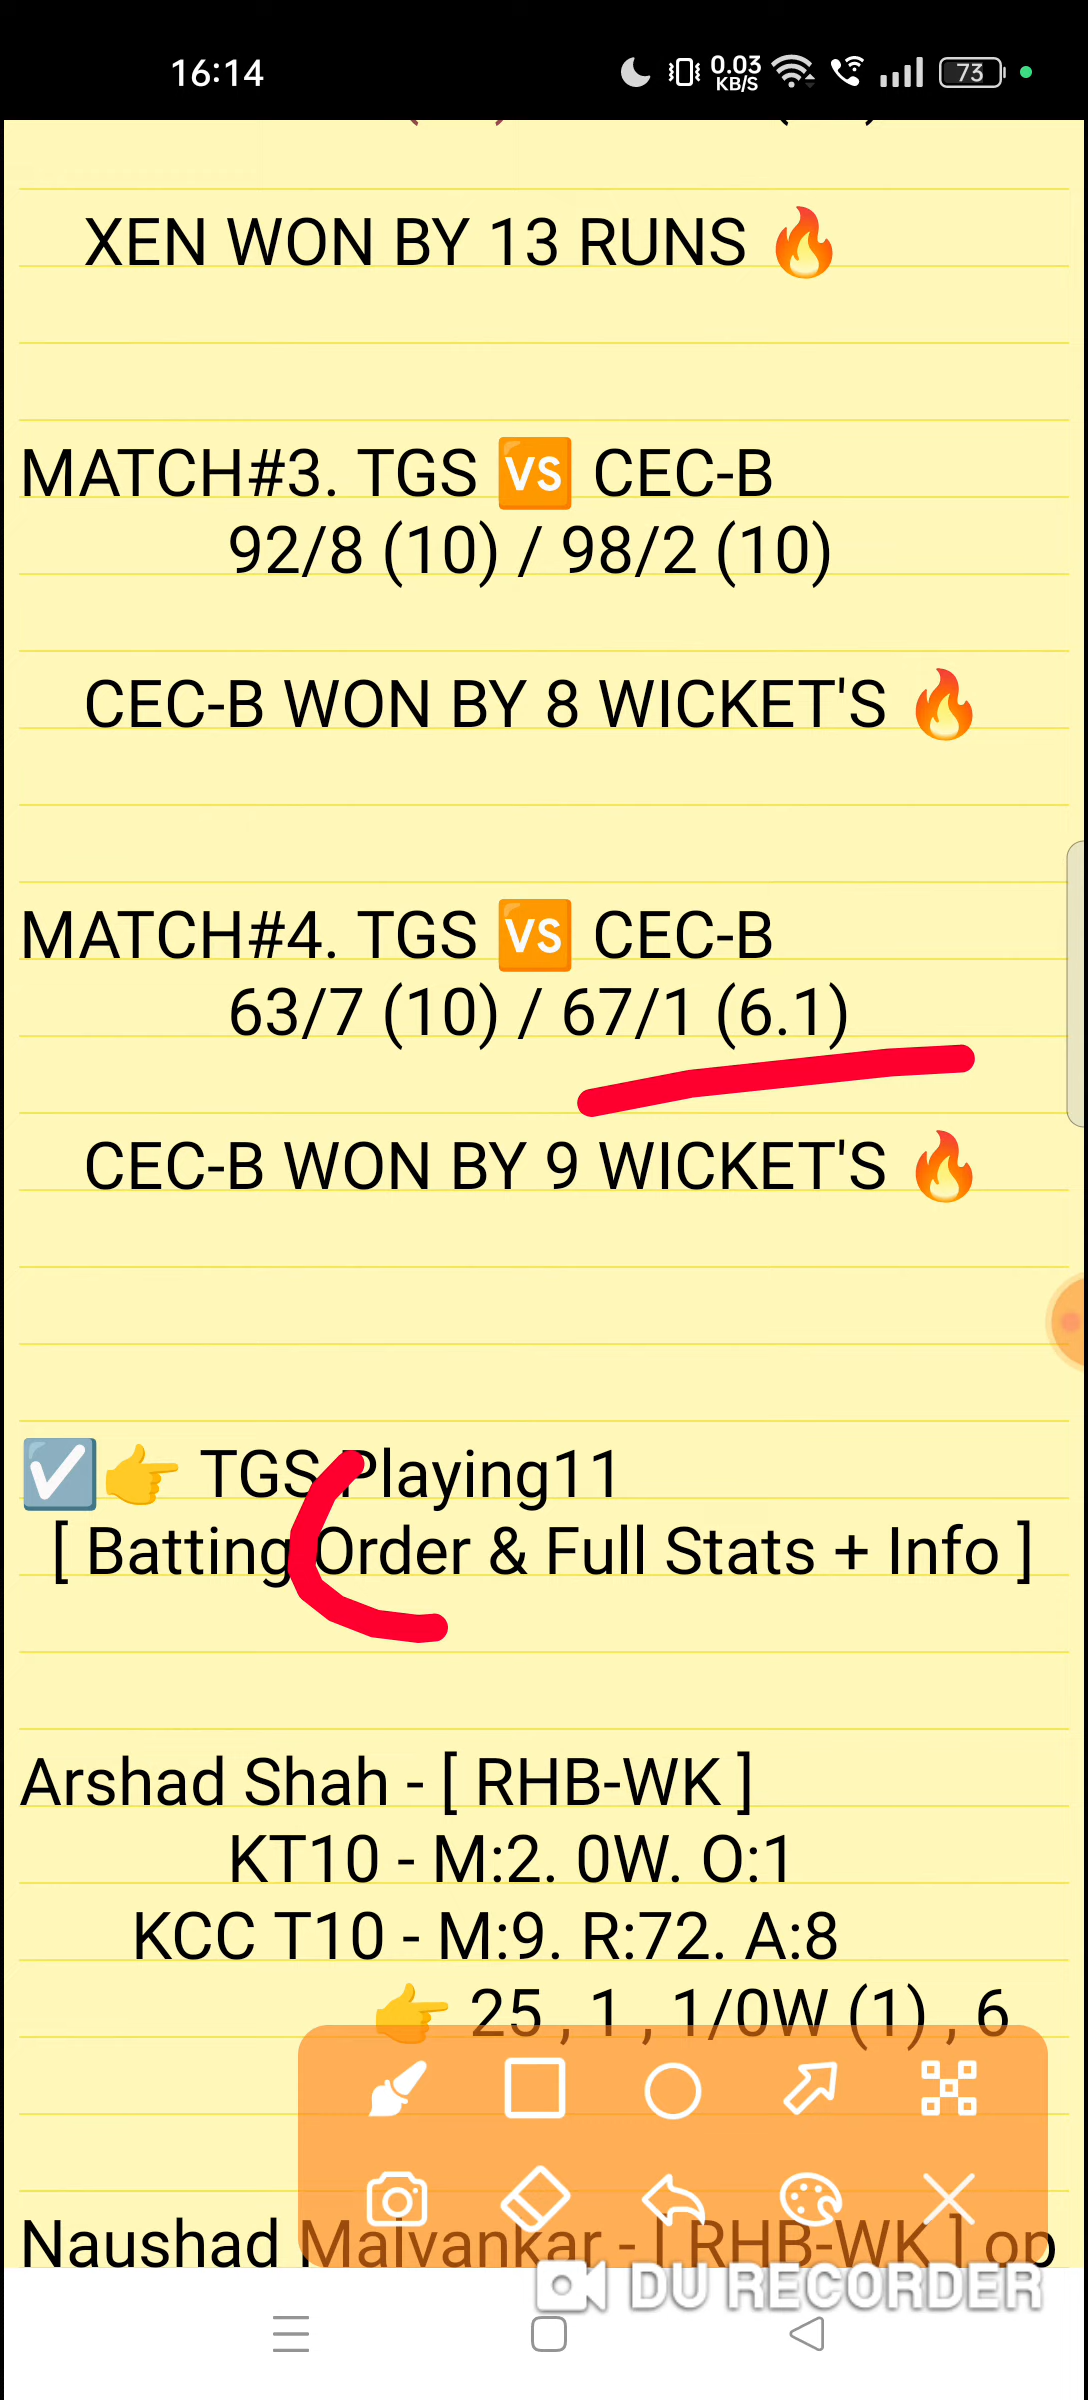 16:14
0.03
KB/S
73
XEN WON BY 13 RUNS 🔥
MATCH#3. TGS 🆚 CEC-B
92/8 (10) / 98/2 (10)
CEC-B WON BY 8 WICKET'S 🔥
MATCH#4. TGS 🆚 CEC-B
63/7 (10) / 67/1 (6.1)
CEC-B WON BY 9 WICKET'S 🔥
☑️👉 TGS Playing11
[ Batting Order & Full Stats + Info ]
Arshad Shah - [ RHB-WK ]
KT10 - M:2. 0W. O:1
KCC T10 - M:9. R:72. A:8
👉 25 , 1 , 1/0W (1) , 6
Naushad Malvankar - [ RHB-WK ] op
DU RECORDER